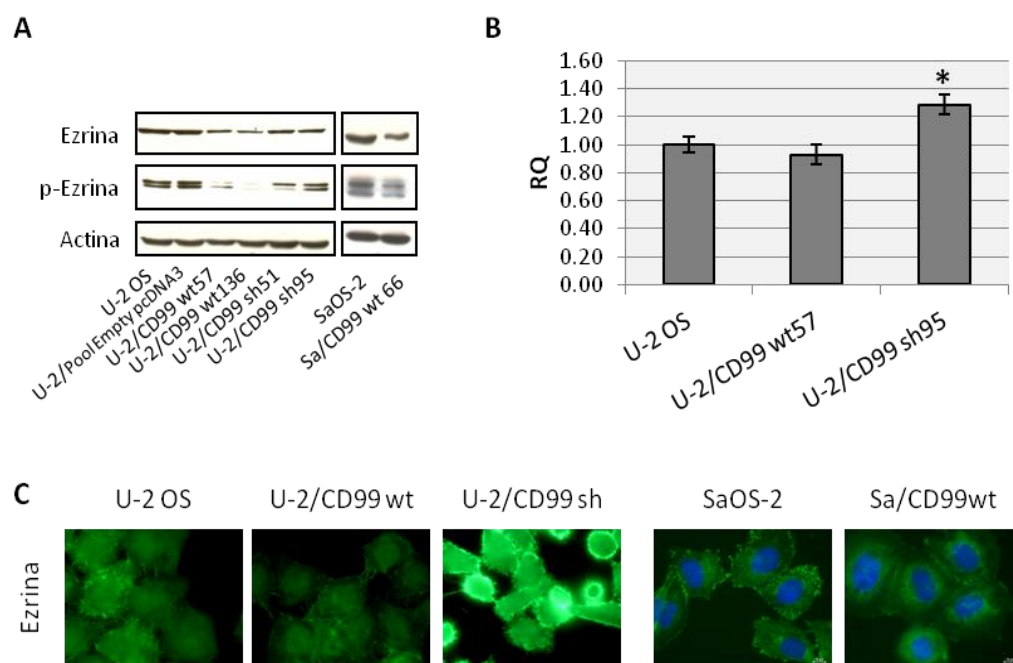 A
Ezrina
p-Ezrina
Actina
U-2 OS
U-2/Pool Empty pcDNA3
U-2/CD99 wt57
U-2/CD99 wt136
U-2/CD99 sh51
U-2/CD99 sh95
SaOS-2
Sa/CD99 wt 66
B
1.60
1.40
1.20
1.00
0.80
0.60
0.40
0.20
0.00
RQ
*
U-2 OS
U-2/CD99 wt57
U-2/CD99 sh95
C
U-2 OS
U-2/CD99 wt
U-2/CD99 sh
SaOS-2
Sa/CD99wt
Ezrina